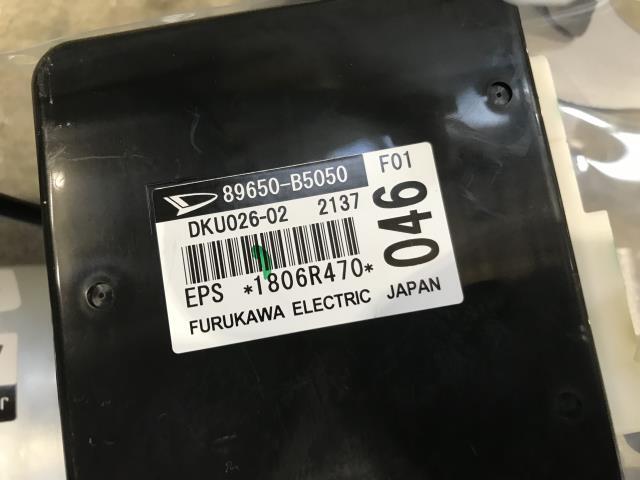 89650-B5050
F01
DKU026-02 2137
046
EPS *1806R470*
FURUKAWA ELECTRIC JAPAN